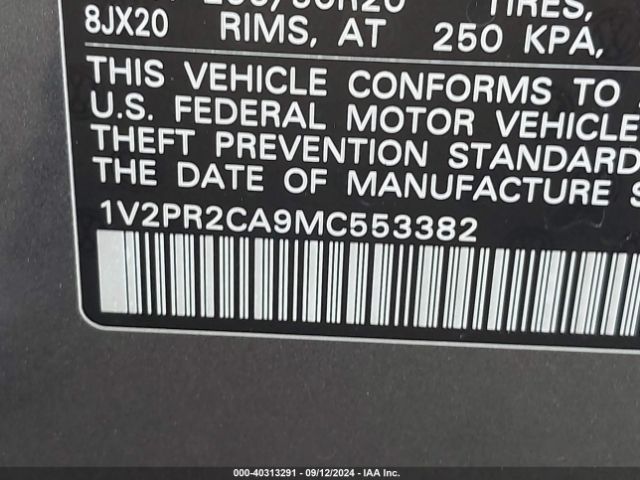 8JX20 RIMS, AT 250 KPA,
THIS VEHICLE CONFORMS TO
U.S. FEDERAL MOTOR VEHICLE
THEFT PREVENTION STANDARD
THE DATE OF MANUFACTURE S
1V2PR2CA9MC553382
000-40313291 - 09/12/2024 - IAA Inc.